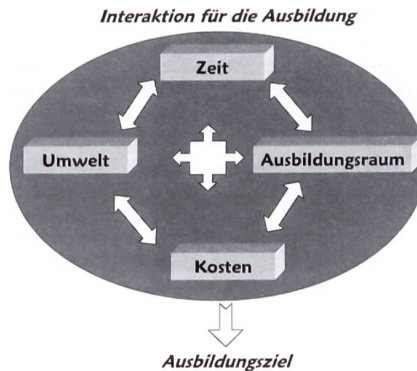 Interaktion für die Ausbildung
Zeit
Umwelt
Ausbildungsraum
Kosten
Ausbildungsziel